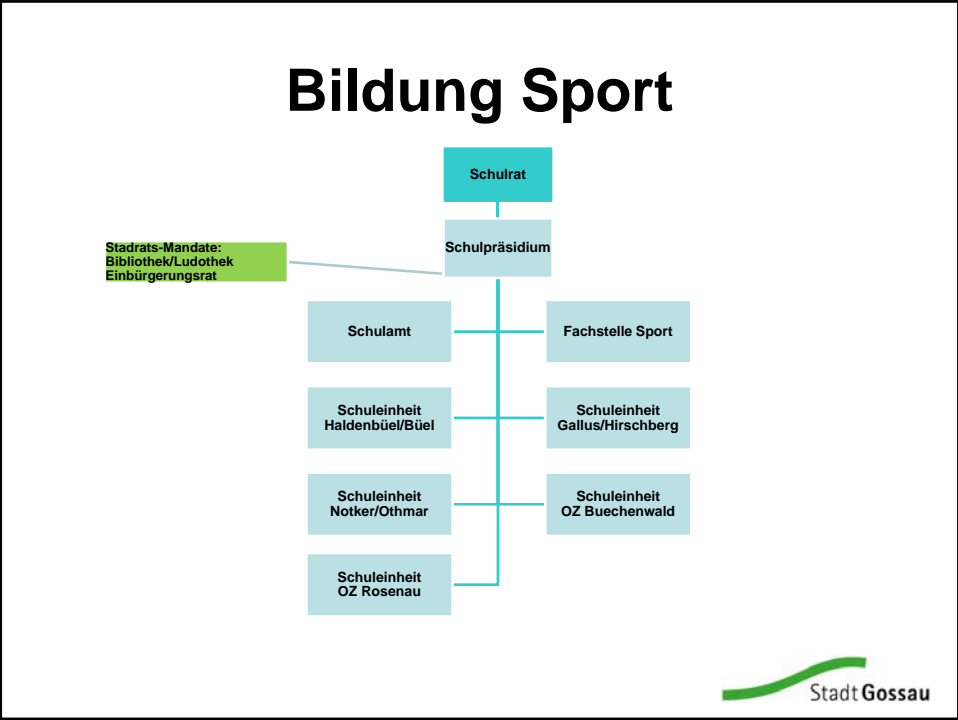 Bildung Sport
Schulrat
Schulpräsidium
Stadrats-Mandate:
Bibliothek/Ludothek
Einbürgerungsrat
Schulamt
Fachstelle Sport
Schuleinheit
Haldenbüel/Büel
Schuleinheit
Gallus/Hirschberg
Schuleinheit
Notker/Othmar
Schuleinheit
OZ Buechenwald
Schuleinheit
OZ Rosenau
Stadt Gossau